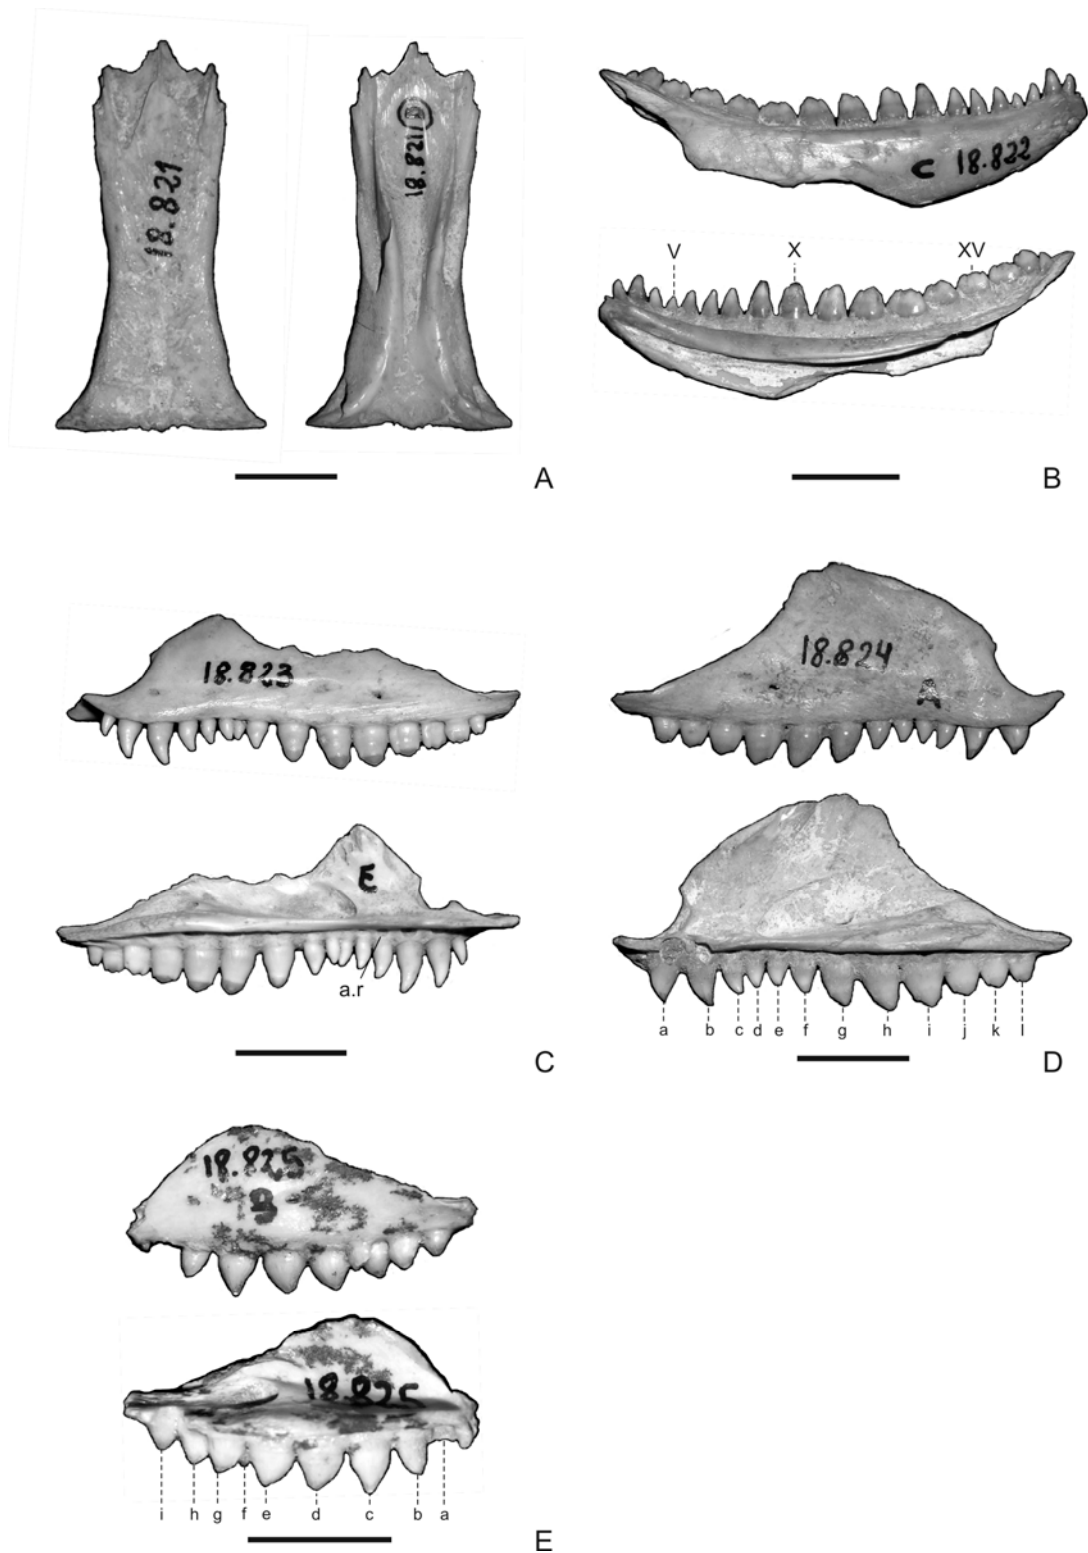 18.821
18.821
A
C 18.822
V X XV
B
18.823
E
a.r
C
18.824
A
a b c d e f g h i j k l
D
18.825
B
18.825
i h g f e d c b a
E